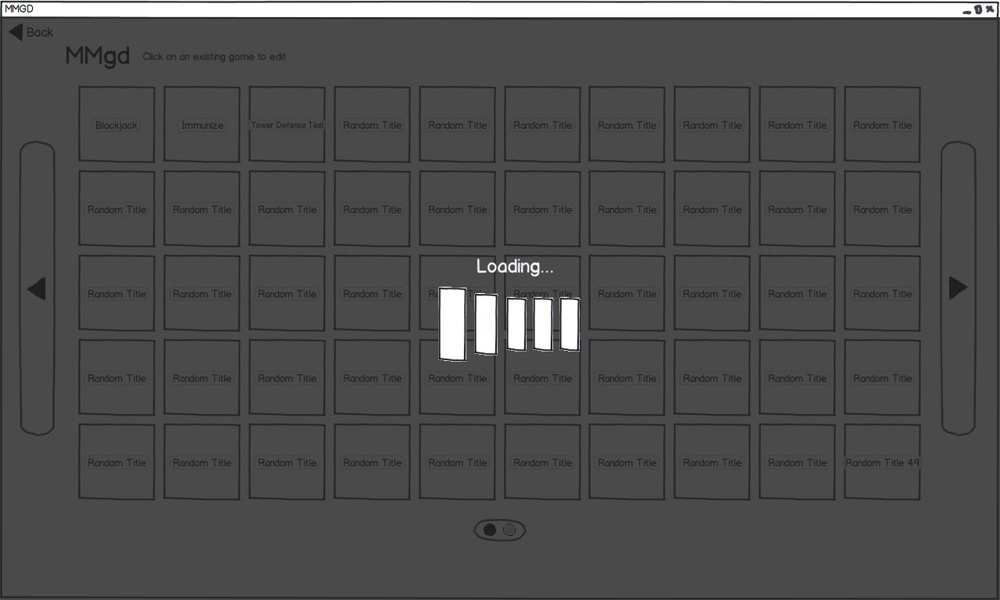 MMGD
Back
MMgd Click on an existing game to edit
Blackjack Immunize Tower Defense Test Random Title Random Title Random Title Random Title Random Title Random Title Random Title
Random Title Random Title Random Title Random Title Random Title Random Title Random Title Random Title Random Title Random Title
Loading...
Random Title Random Title Random Title Random Title Random Title Random Title Random Title Random Title Random Title
Random Title Random Title Random Title Random Title Random Title Random Title Random Title Random Title Random Title Random Title
Random Title Random Title Random Title Random Title Random Title Random Title Random Title Random Title Random Title Random Title 49